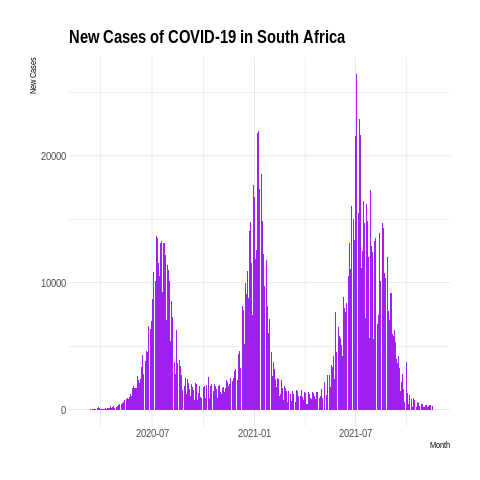 New Cases of COVID-19 in South Africa
New Cases
20000
10000
0
2020-07
2021-01
2021-07
Month